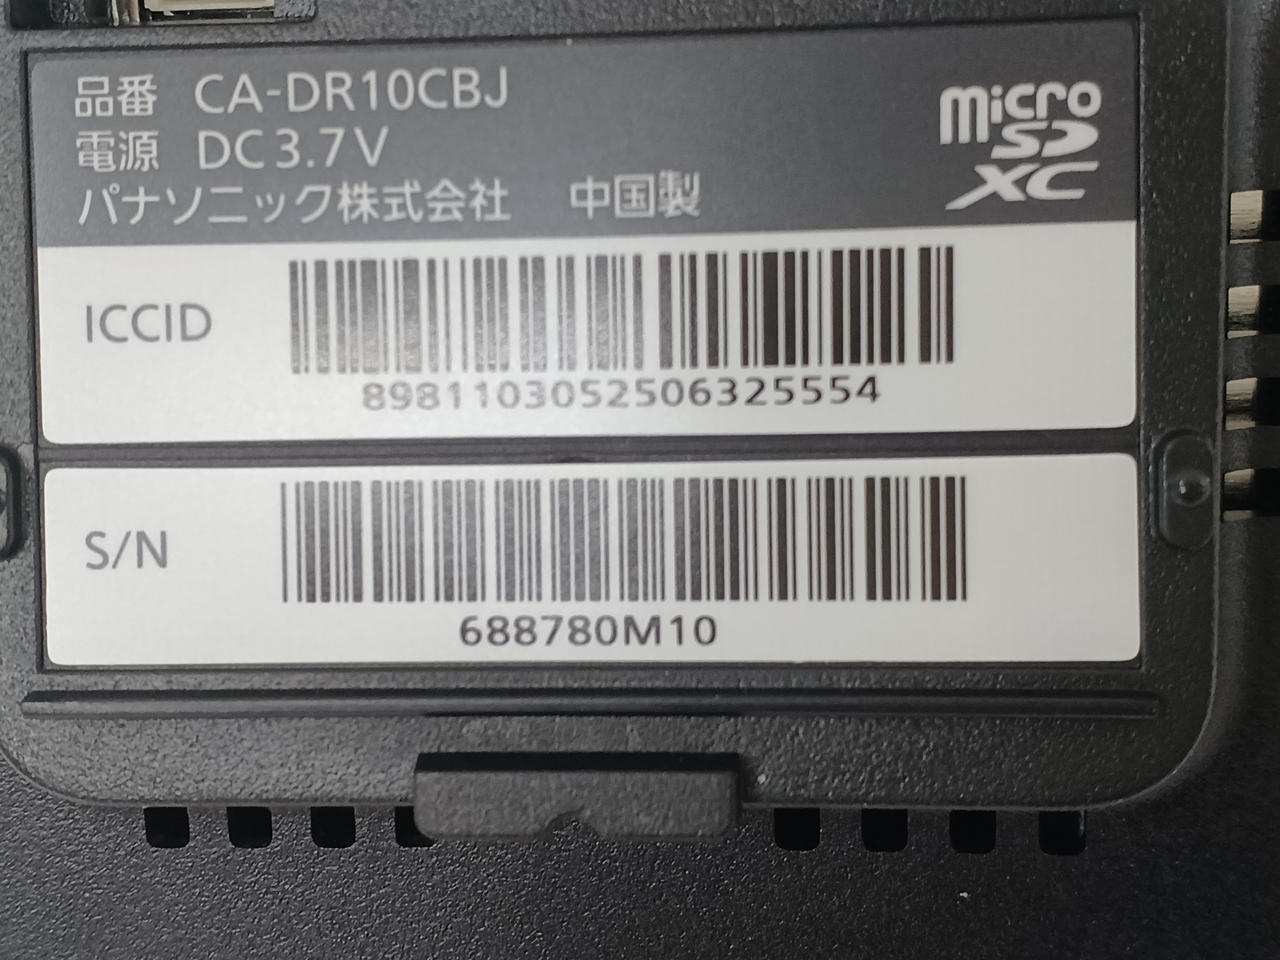 品番 CA-DR10CBJ
電源 DC3.7V
パナソニック株式会社 中国製
micro
SD
XC
ICCID
8981103052506325554
S/N
688780M10